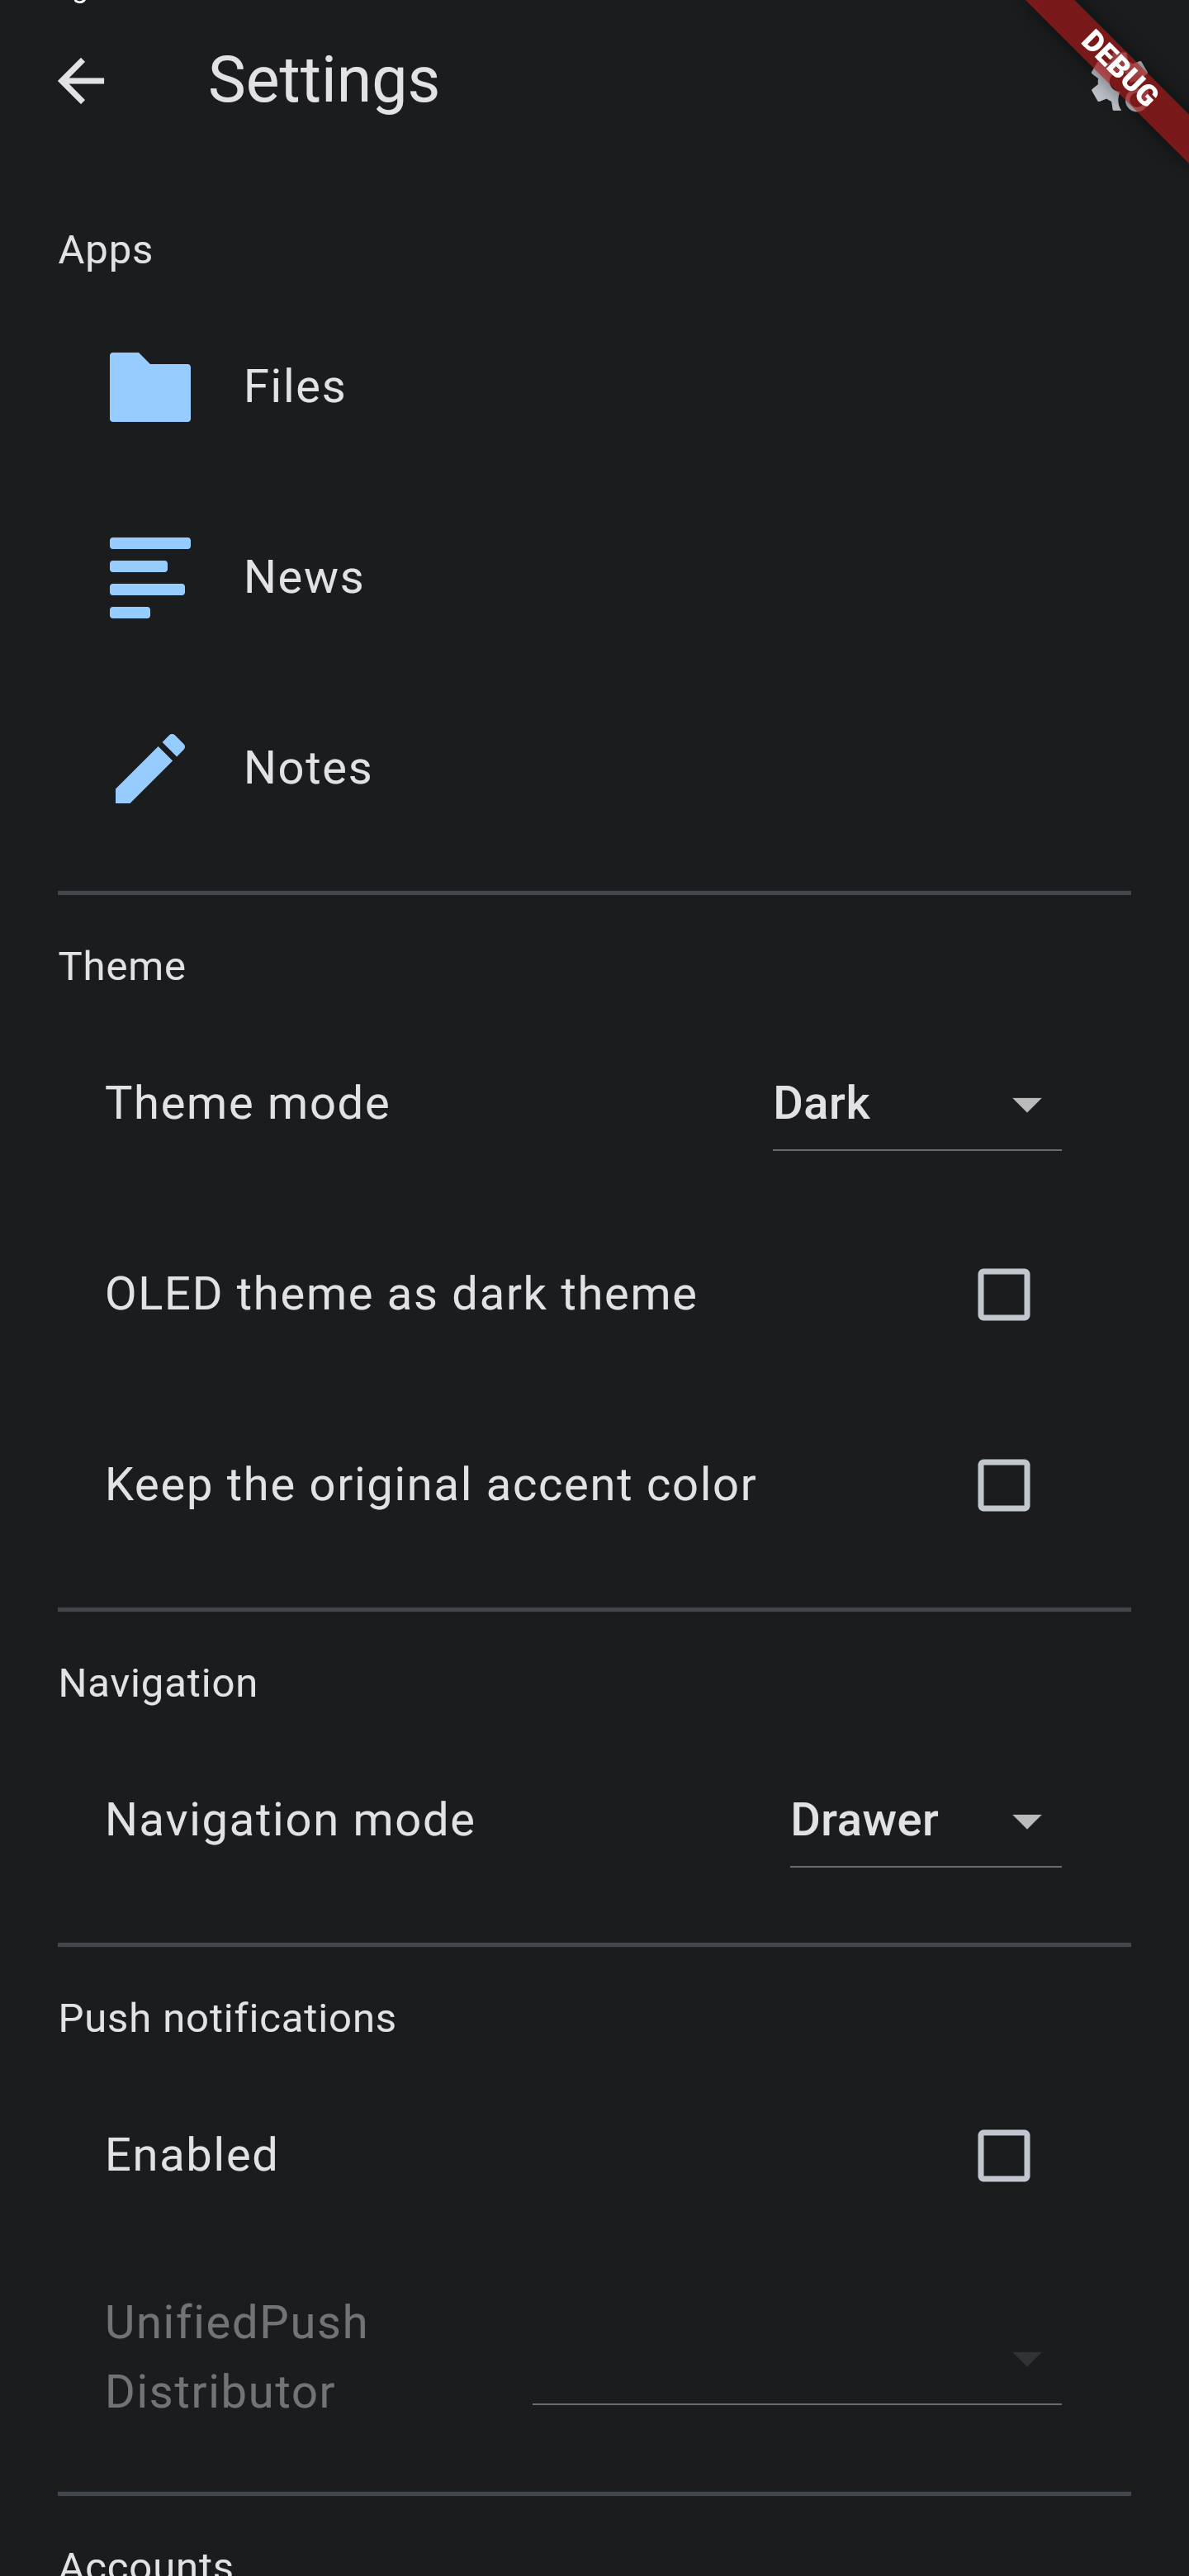 Settings
DEBUG
Apps
Files
News
Notes
Theme
Theme mode
Dark
OLED theme as dark theme
Keep the original accent color
Navigation
Navigation mode
Drawer
Push notifications
Enabled
UnifiedPush
Distributor
Accounts